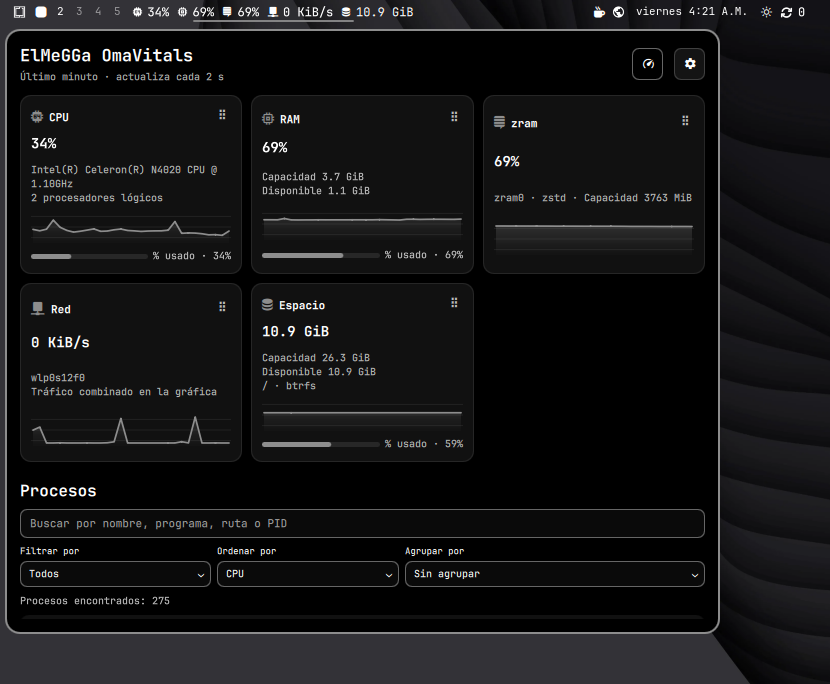 2 3 4 5 34% 69% 69% 0 KiB/s 10.9 GiB viernes 4:21 A.M. 0
ElMeGGa OmaVitals
Último minuto · actualiza cada 2 s
CPU
34%
Intel(R) Celeron(R) N4020 CPU @
1.10GHz
2 procesadores lógicos
% usado · 34%
RAM
69%
Capacidad 3.7 GiB
Disponible 1.1 GiB
% usado · 69%
zram
69%
zram0 · zstd · Capacidad 3763 MiB
Red
0 KiB/s
wlp0s12f0
Tráfico combinado en la gráfica
Espacio
10.9 GiB
Capacidad 26.3 GiB
Disponible 10.9 GiB
/ · btrfs
% usado · 59%
Procesos
Buscar por nombre, programa, ruta o PID
Filtrar por
Todos
Ordenar por
CPU
Agrupar por
Sin agrupar
Procesos encontrados: 275